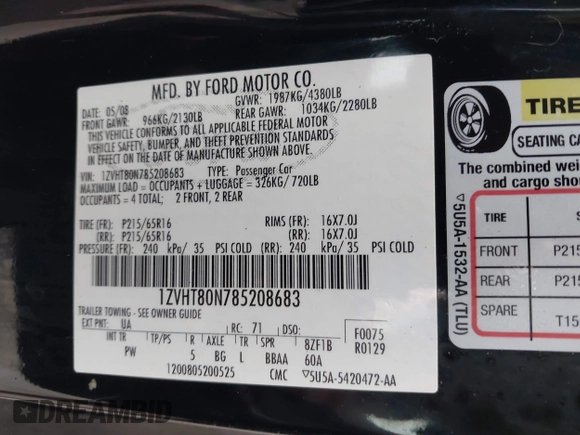 MFD. BY FORD MOTOR CO.
DATE: 05/08 GVWR: 1987KG/4380LB
FRONT GAWR: 966KG/2130LB REAR GAWR: 1034KG/2280LB
THIS VEHICLE CONFORMS TO ALL APPLICABLE FEDERAL MOTOR
VEHICLE SAFETY, BUMPER, AND THEFT PREVENTION STANDARDS
IN EFFECT ON THE DATE OF MANUFACTURE SHOWN ABOVE.
VIN: 1ZVHT80N785208683 TYPE: Passenger Car
MAXIMUM LOAD = OCCUPANTS + LUGGAGE = 326KG/720LB
OCCUPANTS = 4 TOTAL; 2 FRONT, 2 REAR
TIRE (FR): P215/65R16 RIMS (FR): 16X7.0J
(RR): P215/65R16 (RR): 16X7.0J
PRESSURE (FR): 240 kPa/ 35 PSI COLD (RR): 240 kPa/ 35 PSI COLD
1ZVHT80N785208683
TRAILER TOWING - SEE OWNER GUIDE
EXT PNT: UA RC: 71 DSO: F0075
INT TR TP/PS R AXLE TR SPR 8ZF1B R0129
PW 5 BG L BBAA 60A
1200805200525 CMC ▽5U5A-5420472-AA
TIRE
SEATING CA
The combined wei
and cargo shou
TIRE S
FRONT P215
REAR P215
SPARE T15
▽5U5A-1532-AA (TLU)
DREAMBID